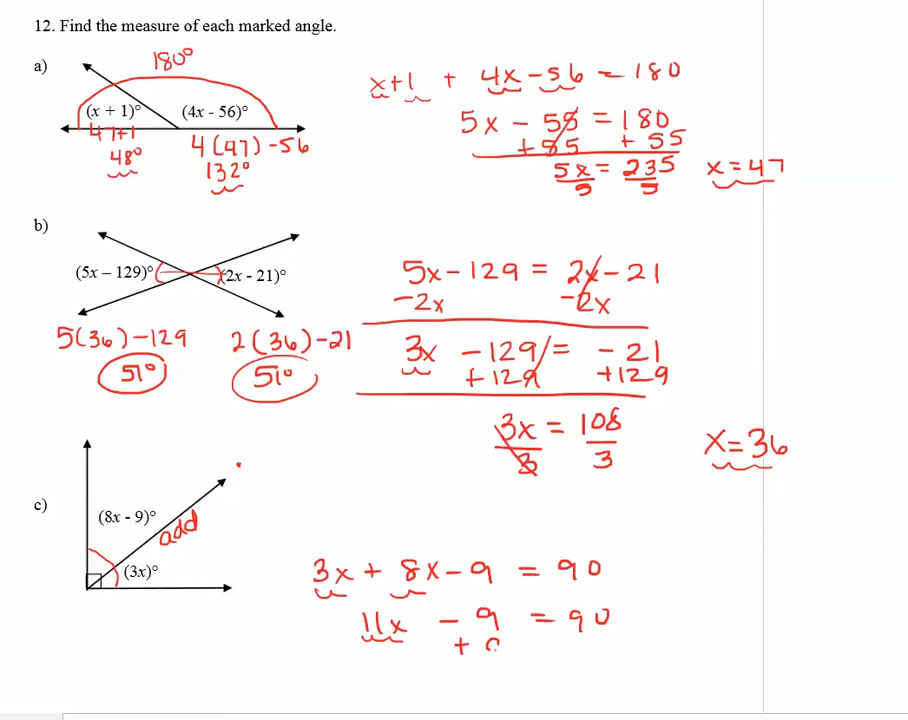 12. Find the measure of each marked angle.
a)
180°
(x + 1)°
(4x - 56)°
47+1
48°
4(47)-56
132°
x+1 + 4x-56 = 180
5x - 55 = 180
+55 +55
5x/5 = 235/5
x=47
b)
(5x – 129)°
(2x - 21)°
5(36)-129
51°
2(36)-21
51°
5x-129 = 2x-21
-2x -2x
3x -129 = -21
+129 +129
3x/3 = 108/3
x=36
c)
(8x - 9)°
add
(3x)°
3x + 8x-9 = 90
11x - 9 = 90
+